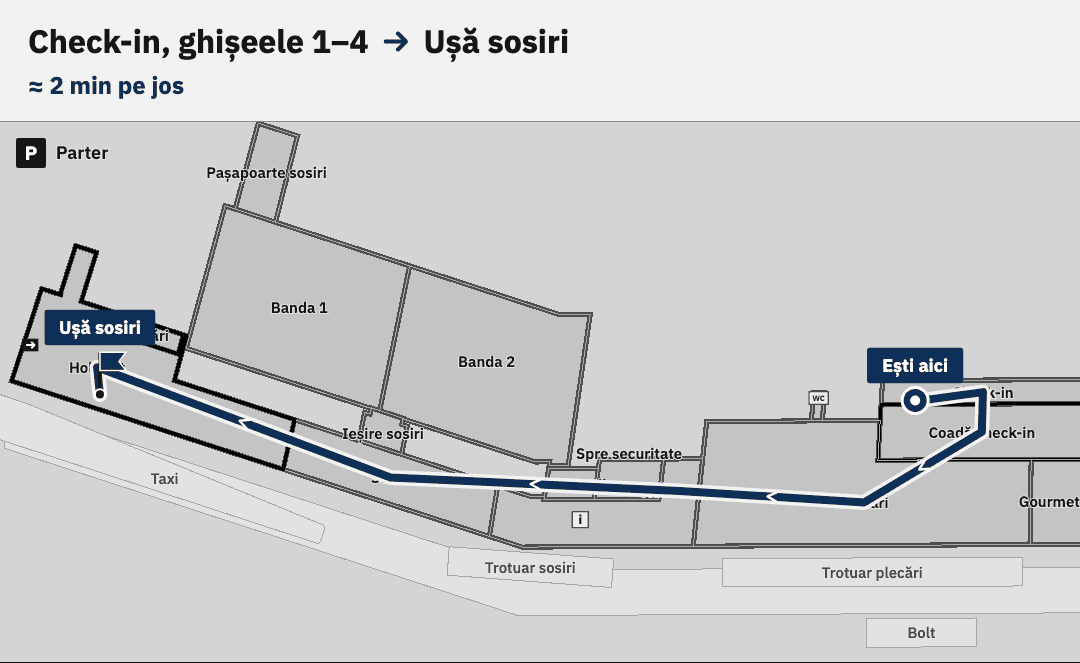 Check-in, ghișeele 1–4 → Ușă sosiri
≈ 2 min pe jos
P Parter
Pașapoarte sosiri
Banda 1
Ușă sosiri
Banda 2
Ești aici
wc
Ieșire sosiri
Spre securitate
Taxi
i
Gourmet
Trotuar sosiri
Trotuar plecări
Bolt